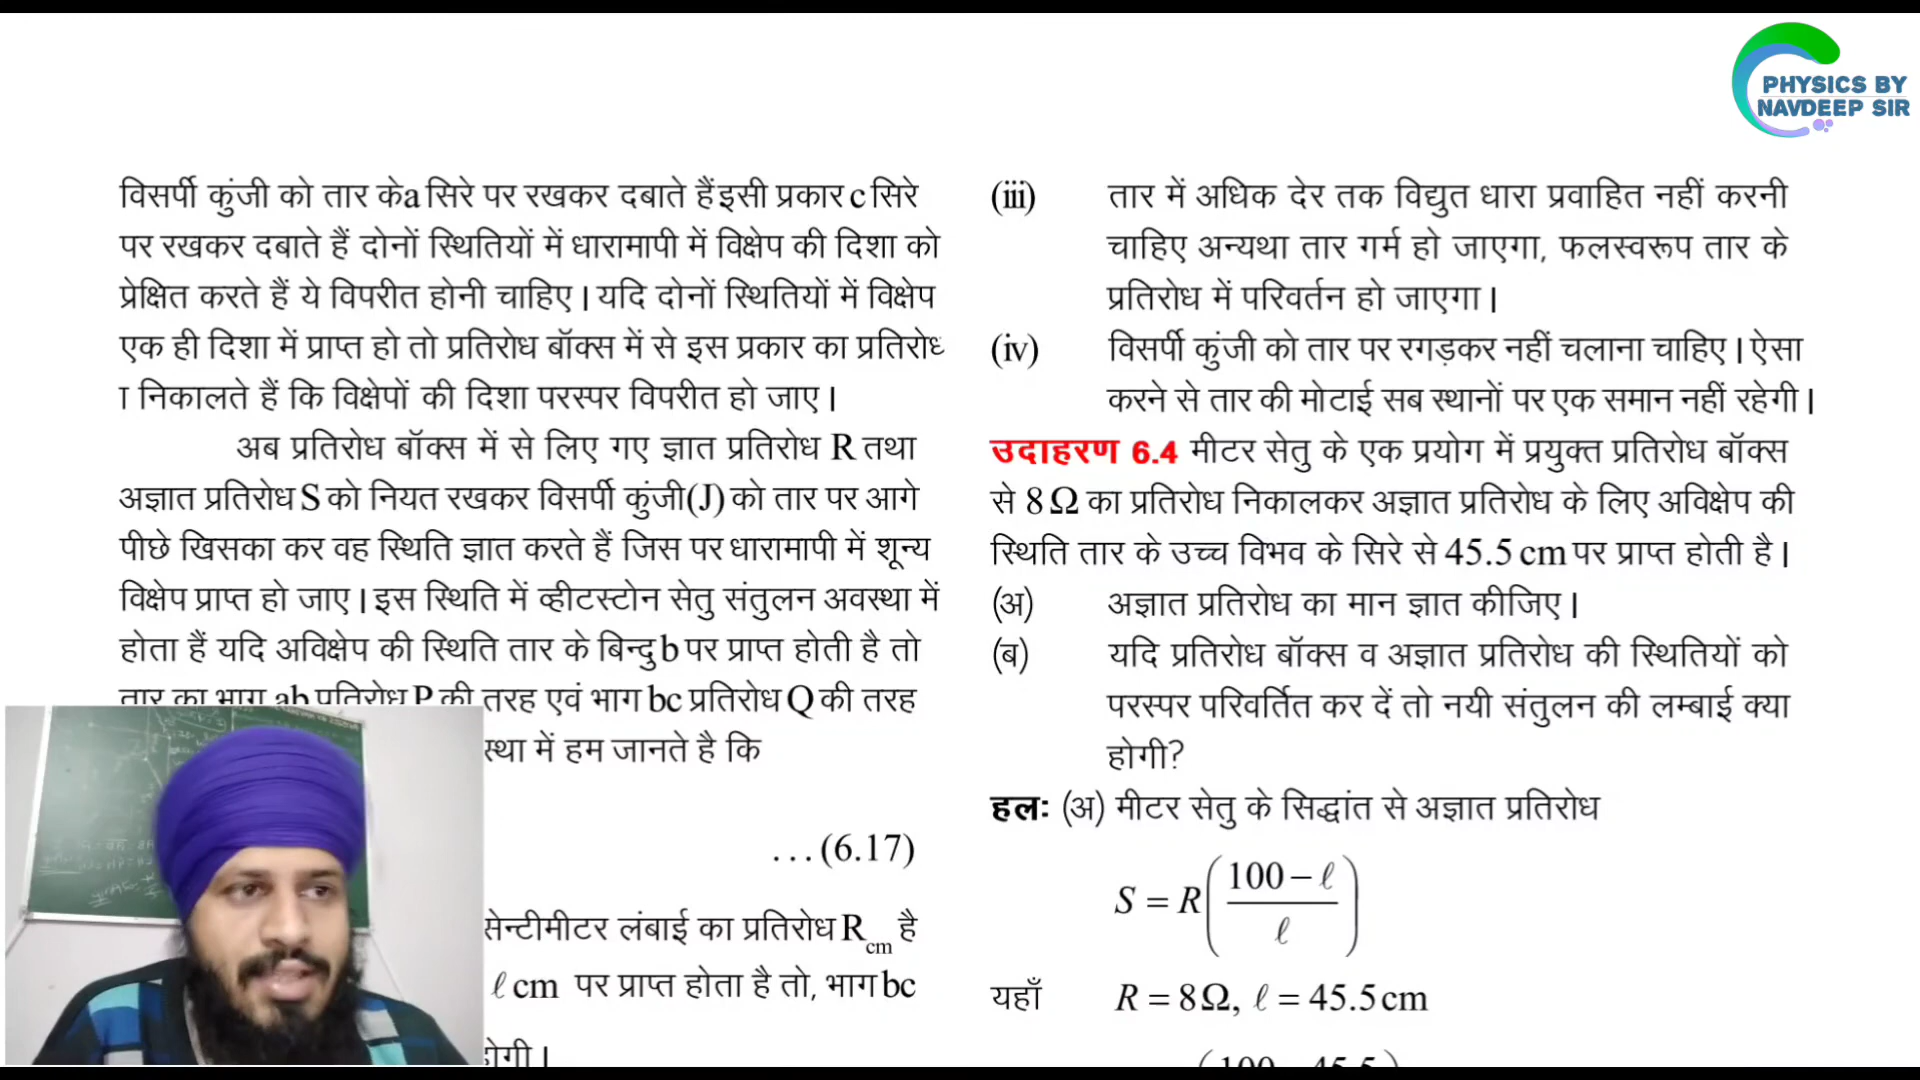 PHYSICS BY
NAVDEEP SIR
विसर्पी कुंजी को तार केa सिरे पर रखकर दबाते हैं इसी प्रकार c सिरे
पर रखकर दबाते हैं दोनों स्थितियों में धारामापी में विक्षेप की दिशा को
प्रेक्षित करते हैं ये विपरीत होनी चाहिए। यदि दोनों स्थितियों में विक्षेप
एक ही दिशा में प्राप्त हो तो प्रतिरोध बॉक्स में से इस प्रकार का प्रतिरोध
ा निकालते हैं कि विक्षेपों की दिशा परस्पर विपरीत हो जाए।
अब प्रतिरोध बॉक्स में से लिए गए ज्ञात प्रतिरोध R तथा
अज्ञात प्रतिरोध S को नियत रखकर विसर्पी कुंजी(J) को तार पर आगे
पीछे खिसका कर वह स्थिति ज्ञात करते हैं जिस पर धारामापी में शून्य
विक्षेप प्राप्त हो जाए। इस स्थिति में व्हीटस्टोन सेतु संतुलन अवस्था में
होता हैं यदि अविक्षेप की स्थिति तार के बिन्दु b पर प्राप्त होती है तो
तार का भाग ab प्रतिरोध P की तरह एवं भाग bc प्रतिरोध Q की तरह
स्था में हम जानते है कि
...(6.17)
सेन्टीमीटर लंबाई का प्रतिरोध R_cm है
ℓ cm पर प्राप्त होता है तो, भाग bc
होगी।
(iii) तार में अधिक देर तक विद्युत धारा प्रवाहित नहीं करनी
चाहिए अन्यथा तार गर्म हो जाएगा, फलस्वरूप तार के
प्रतिरोध में परिवर्तन हो जाएगा।
(iv) विसर्पी कुंजी को तार पर रगड़कर नहीं चलाना चाहिए। ऐसा
करने से तार की मोटाई सब स्थानों पर एक समान नहीं रहेगी।
उदाहरण 6.4 मीटर सेतु के एक प्रयोग में प्रयुक्त प्रतिरोध बॉक्स
से 8 Ω का प्रतिरोध निकालकर अज्ञात प्रतिरोध के लिए अविक्षेप की
स्थिति तार के उच्च विभव के सिरे से 45.5 cm पर प्राप्त होती है।
(अ) अज्ञात प्रतिरोध का मान ज्ञात कीजिए।
(ब) यदि प्रतिरोध बॉक्स व अज्ञात प्रतिरोध की स्थितियों को
परस्पर परिवर्तित कर दें तो नयी संतुलन की लम्बाई क्या
होगी?
हलः (अ) मीटर सेतु के सिद्धांत से अज्ञात प्रतिरोध
S = R((100 − ℓ)/ℓ)
यहाँ R = 8 Ω, ℓ = 45.5 cm
(100 − 45.5)